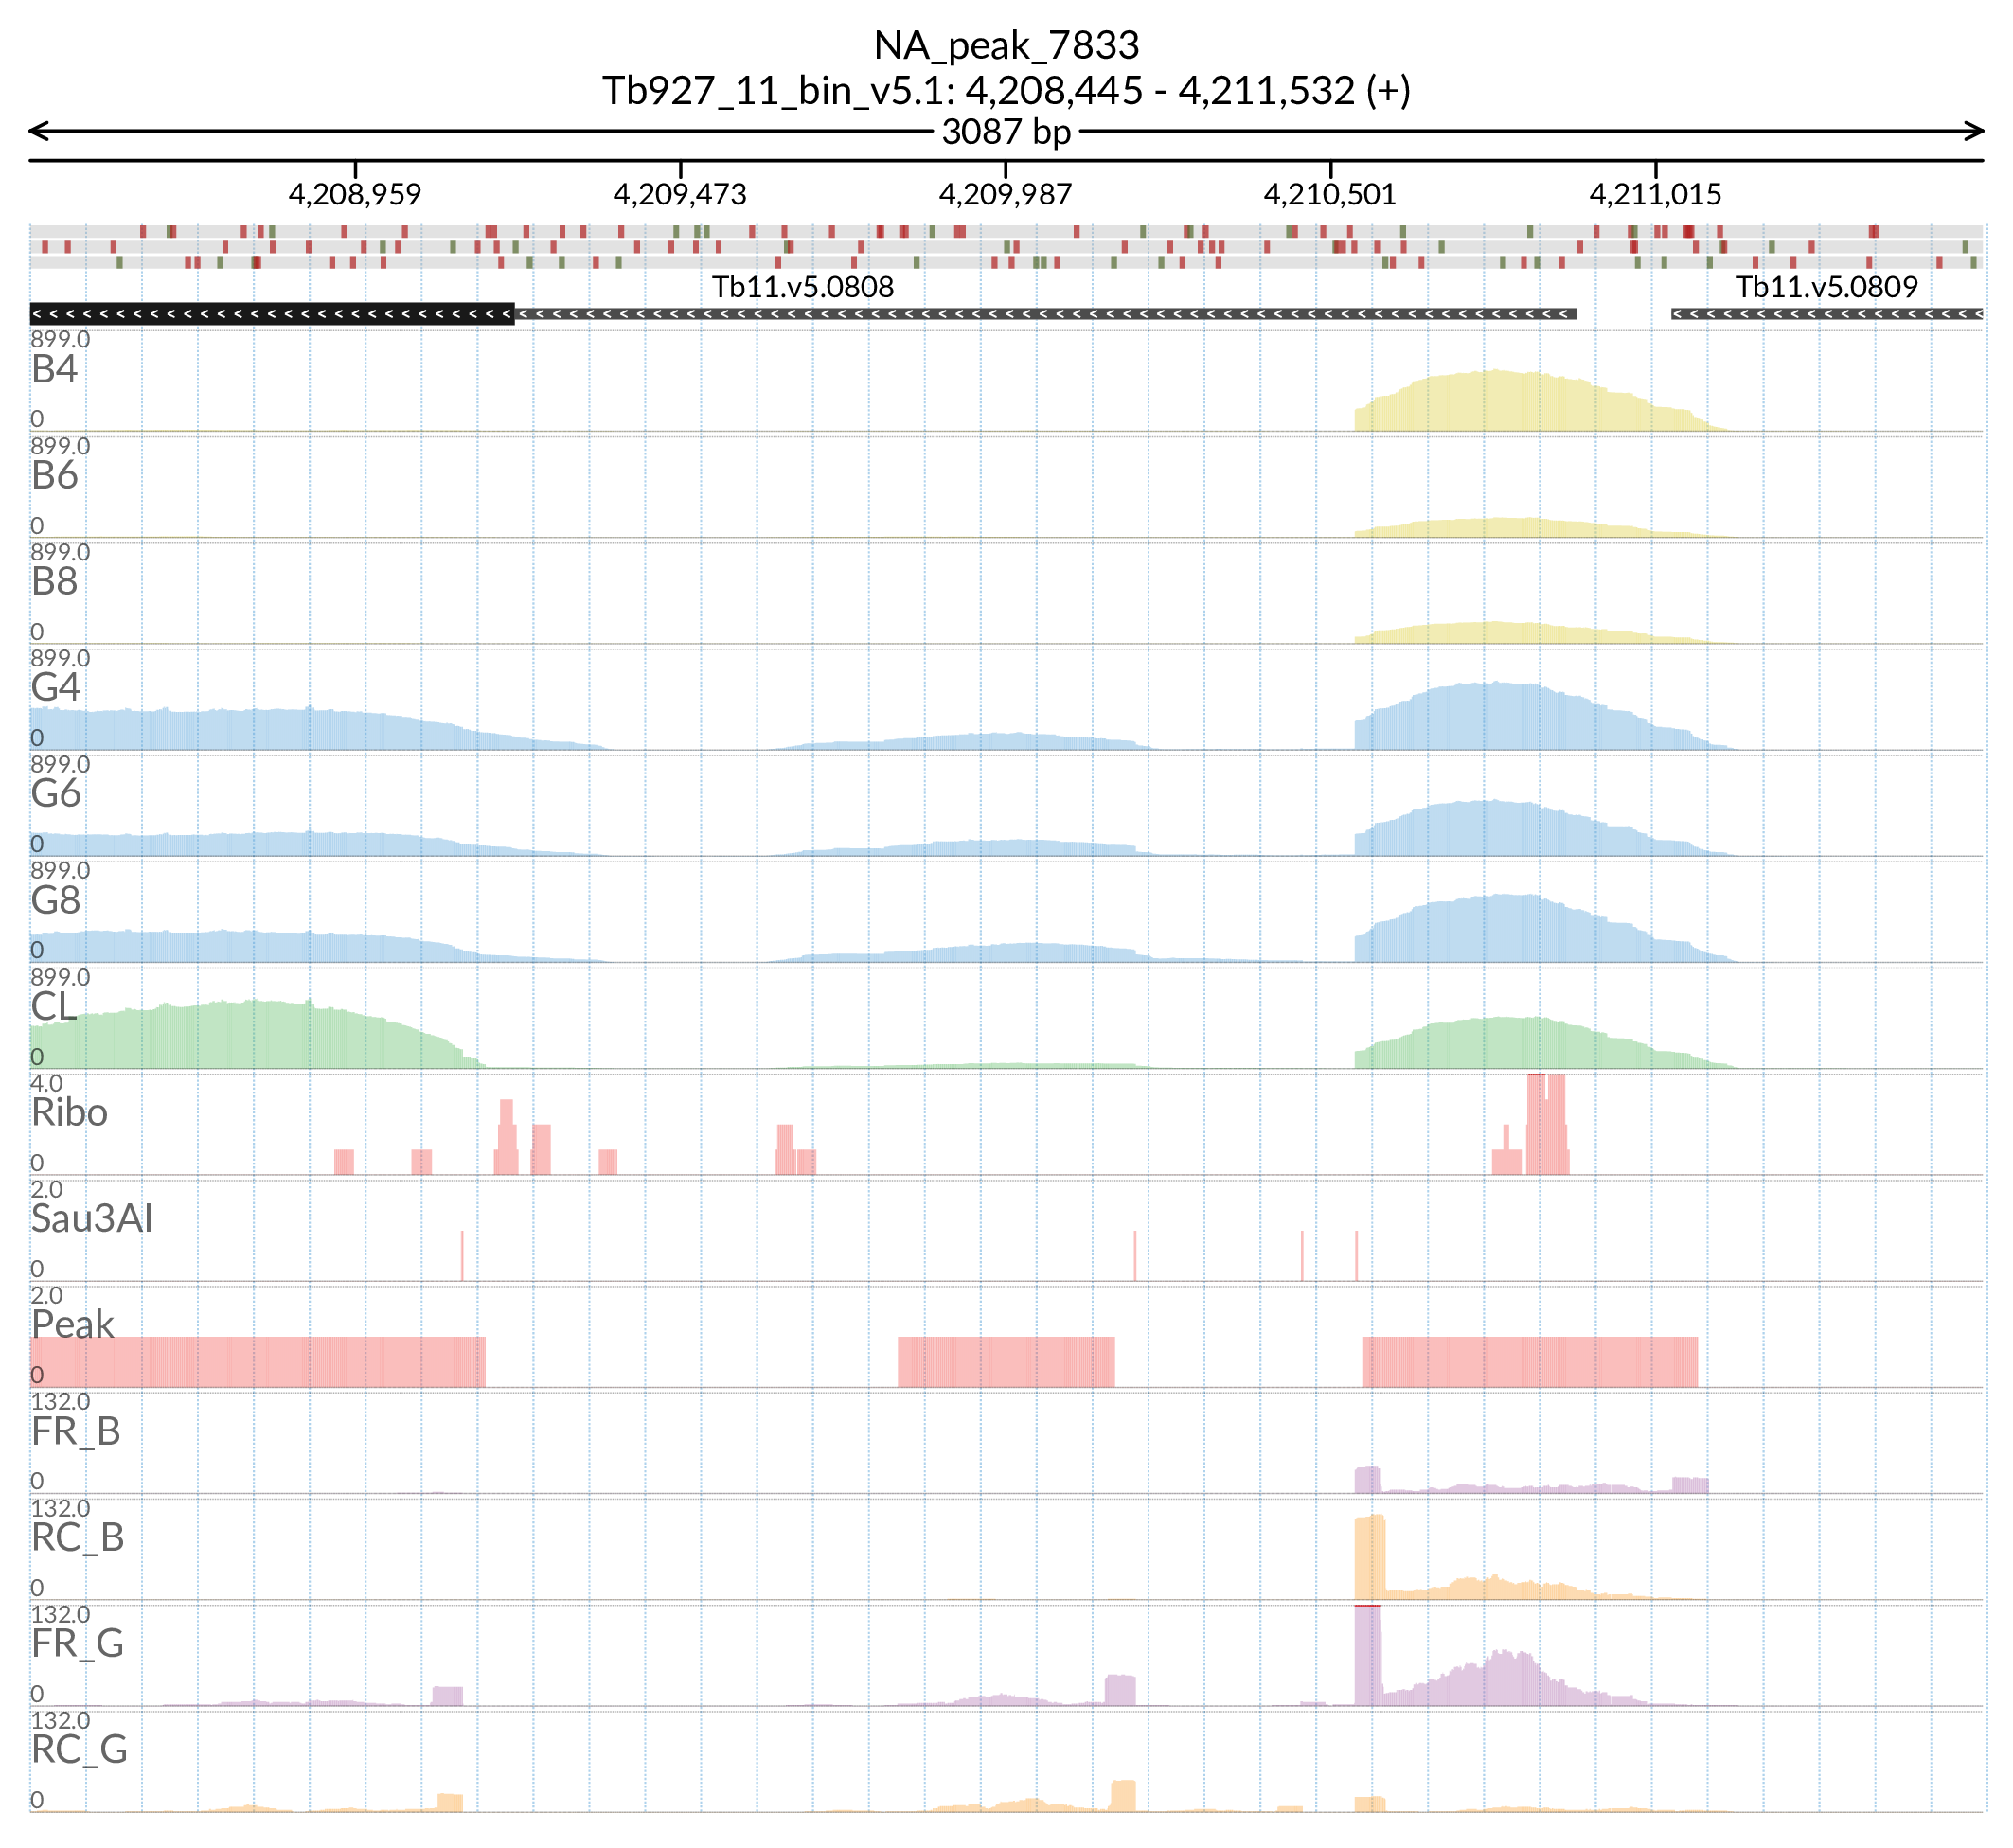 NA_peak_7833
Tb927_11_bin_v5.1: 4,208,445 - 4,211,532 (+)
3087 bp
4,208,959 4,209,473 4,209,987 4,210,501 4,211,015
Tb11.v5.0808 Tb11.v5.0809
899.0
B4
0
899.0
B6
0
899.0
B8
0
899.0
G4
0
899.0
G6
0
899.0
G8
0
899.0
CL
0
4.0
Ribo
0
2.0
Sau3AI
0
2.0
Peak
0
132.0
FR_B
0
132.0
RC_B
0
132.0
FR_G
0
132.0
RC_G
0